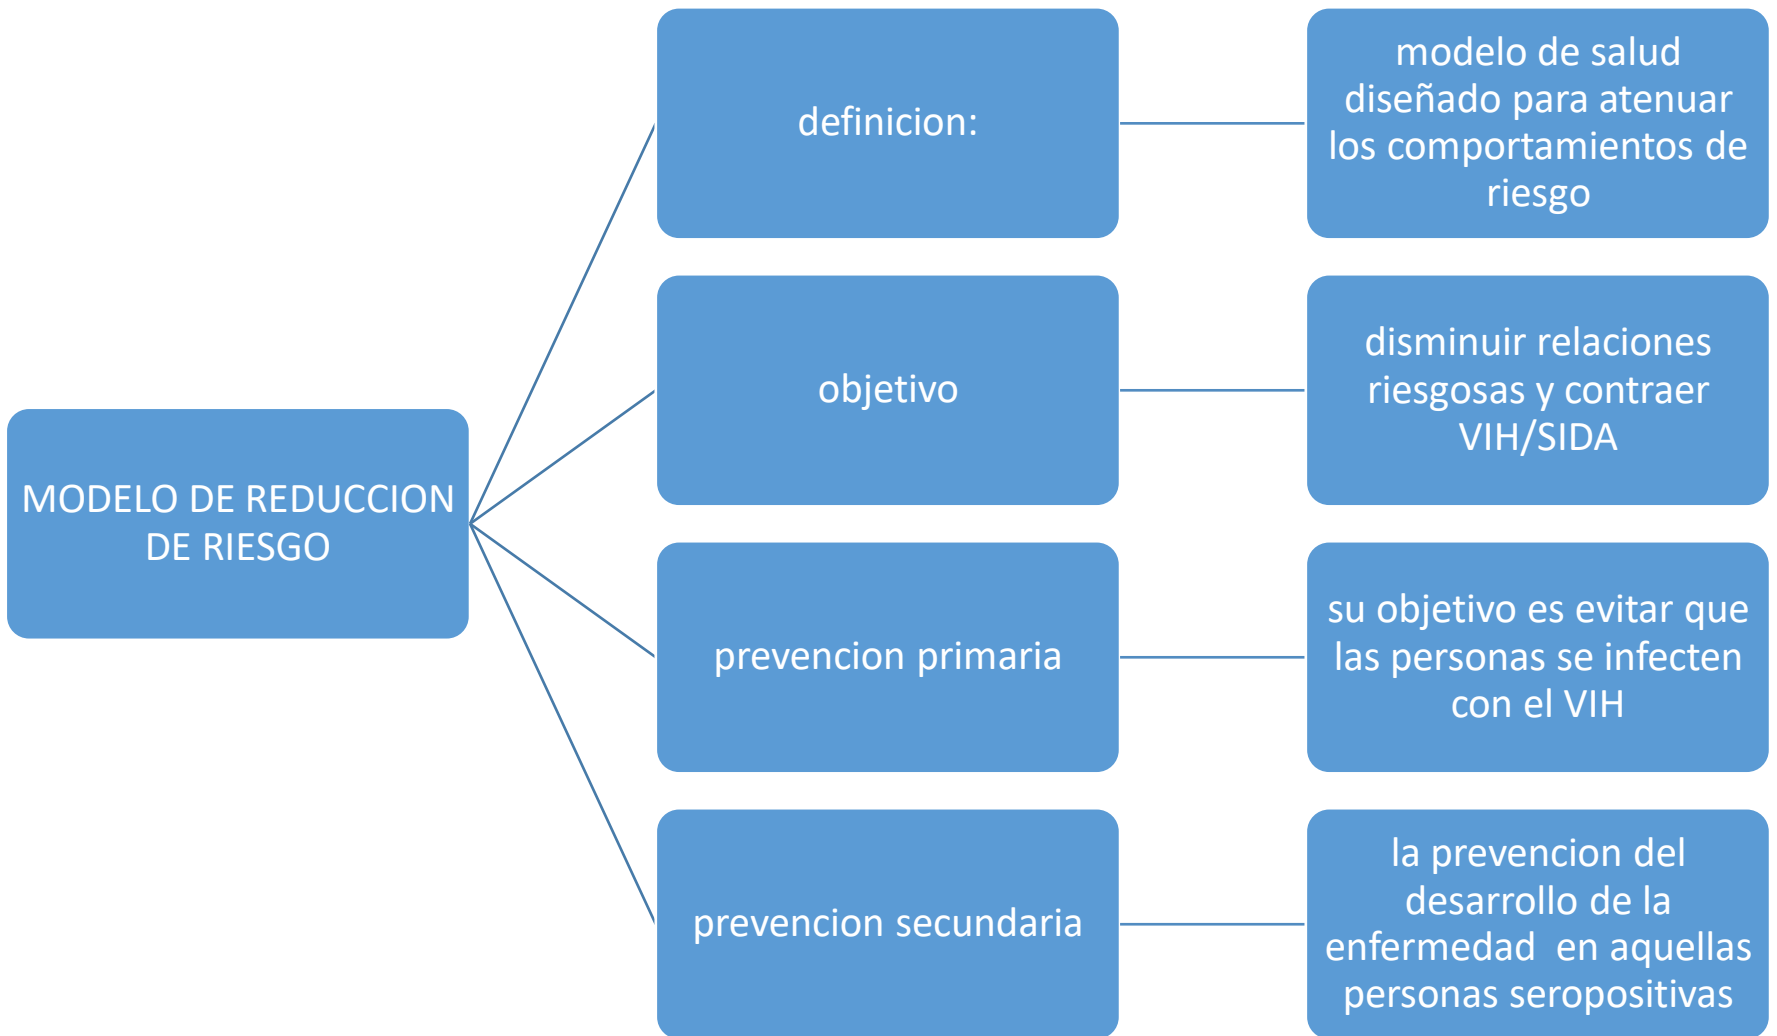 MODELO DE REDUCCION
DE RIESGO
definicion:
modelo de salud
diseñado para atenuar
los comportamientos de
riesgo
objetivo
disminuir relaciones
riesgosas y contraer
VIH/SIDA
prevencion primaria
su objetivo es evitar que
las personas se infecten
con el VIH
prevencion secundaria
la prevencion del
desarrollo de la
enfermedad  en aquellas
personas seropositivas